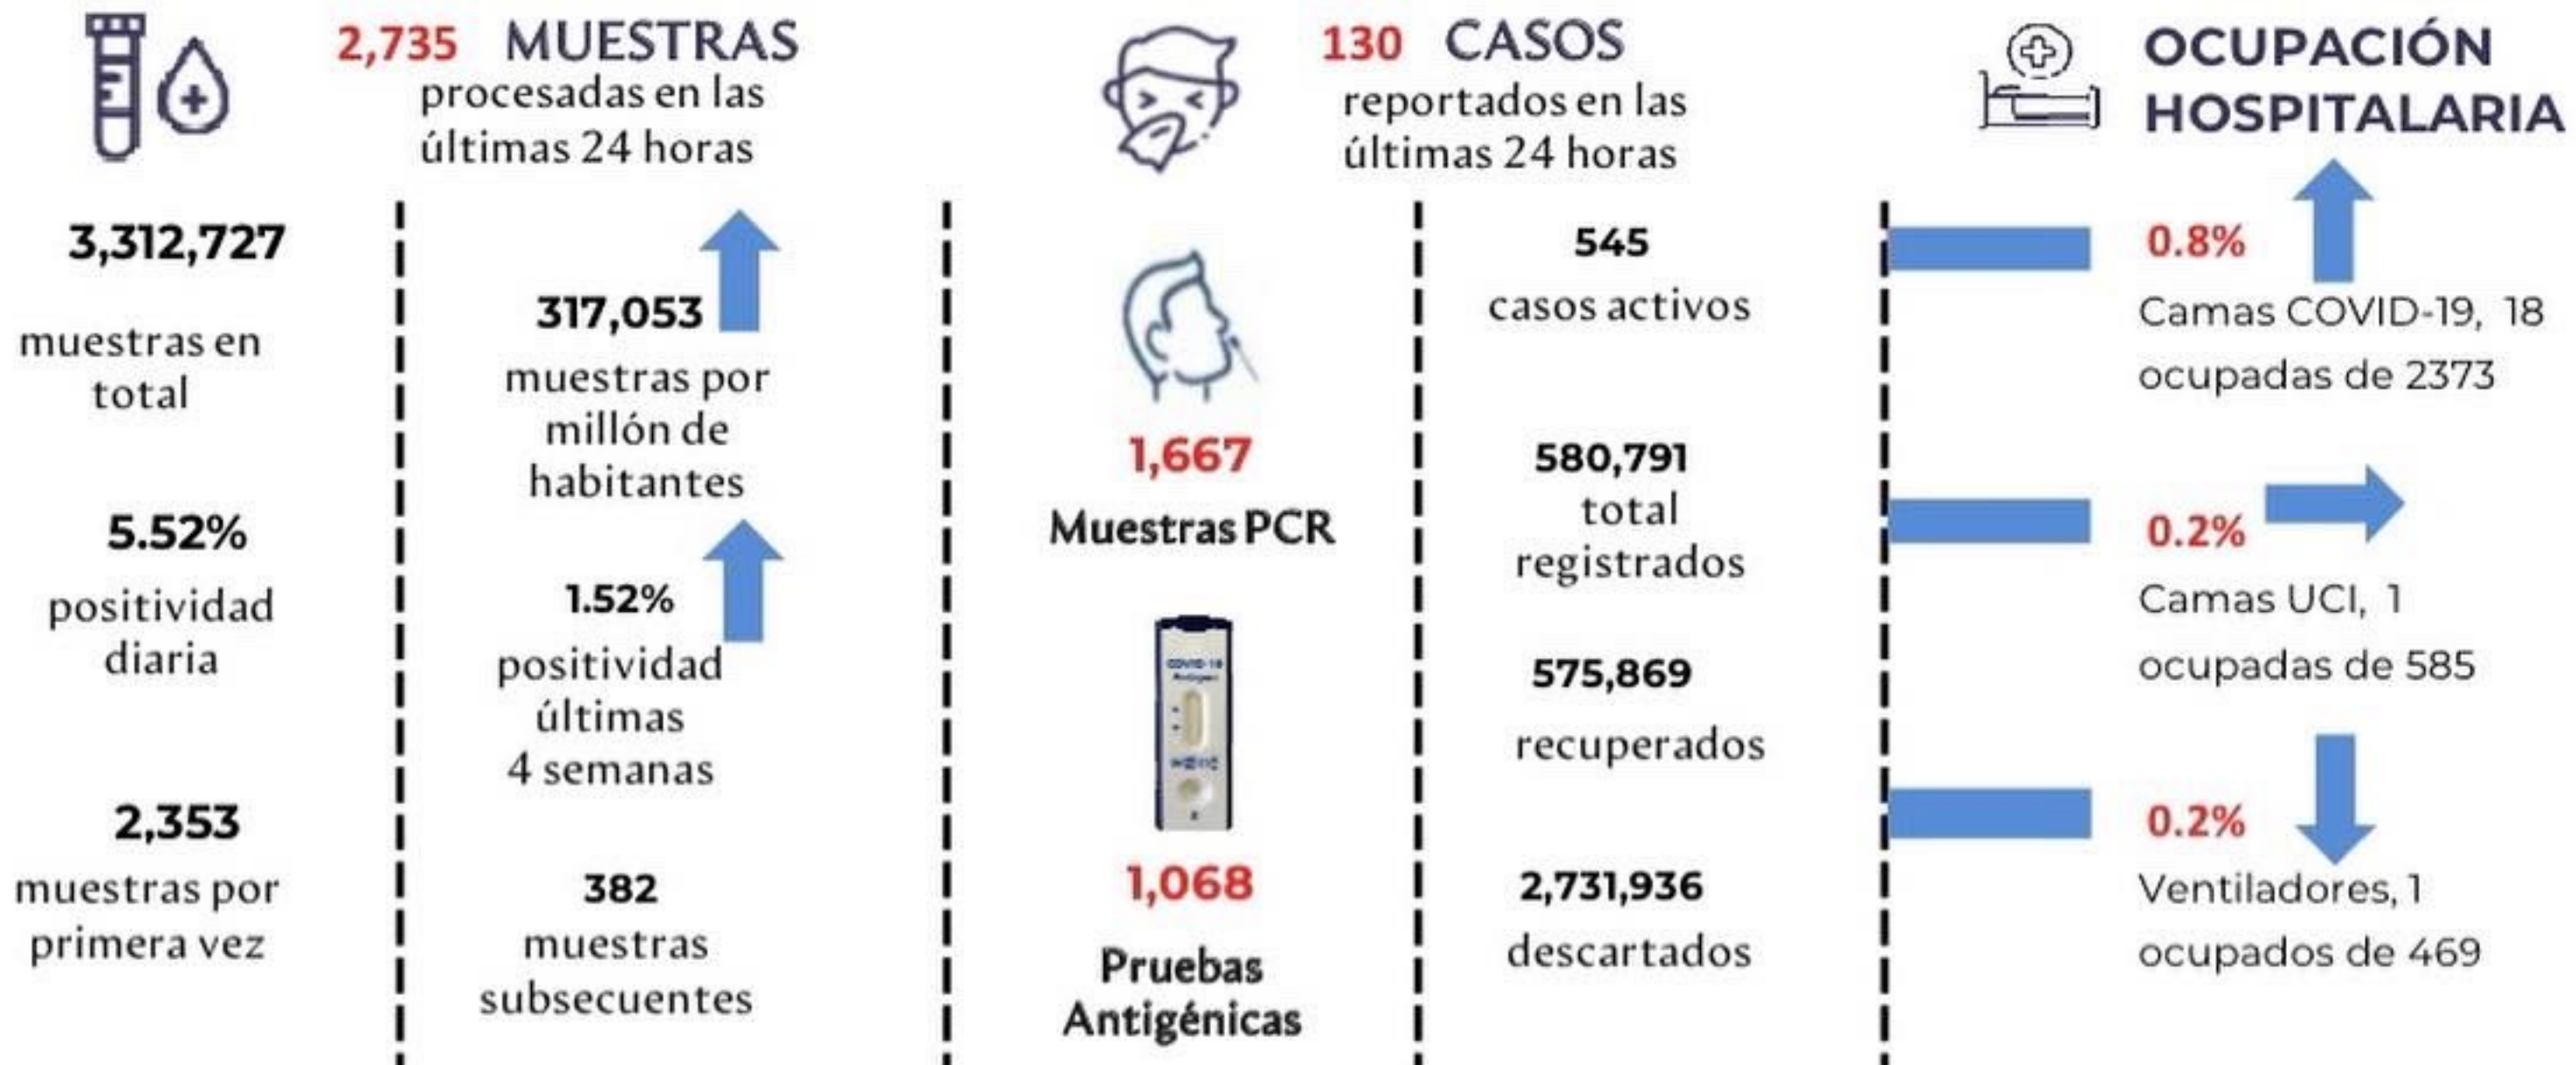 2,735 MUESTRAS
procesadas en las
últimas 24 horas
3,312,727
muestras en
total
5.52%
positividad
diaria
2,353
muestras por
primera vez
317,053
muestras por
millón de
habitantes
1.52%
positividad
últimas
4 semanas
382
muestras
subsecuentes
130 CASOS
reportados en las
últimas 24 horas
1,667
Muestras PCR
COVID-19
Antigen
1,068
Pruebas
Antigénicas
545
casos activos
580,791
total
registrados
575,869
recuperados
2,731,936
descartados
OCUPACIÓN
HOSPITALARIA
0.8%
Camas COVID-19, 18
ocupadas de 2373
0.2%
Camas UCI, 1
ocupadas de 585
0.2%
Ventiladores, 1
ocupados de 469